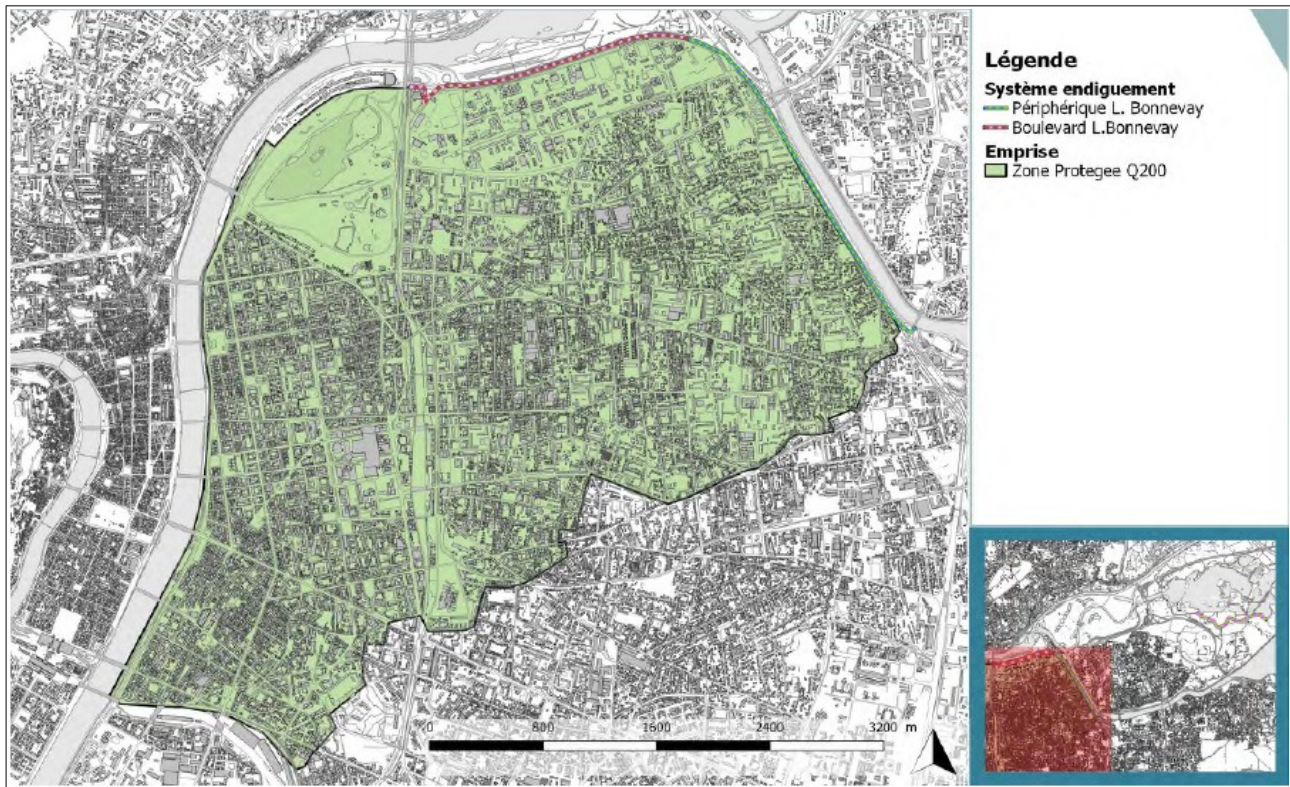 Légende
Système endiguement
Périphérique L. Bonnevay
Boulevard L.Bonnevay
Emprise
Zone Protegee Q200
0 800 1600 2400 3200 m